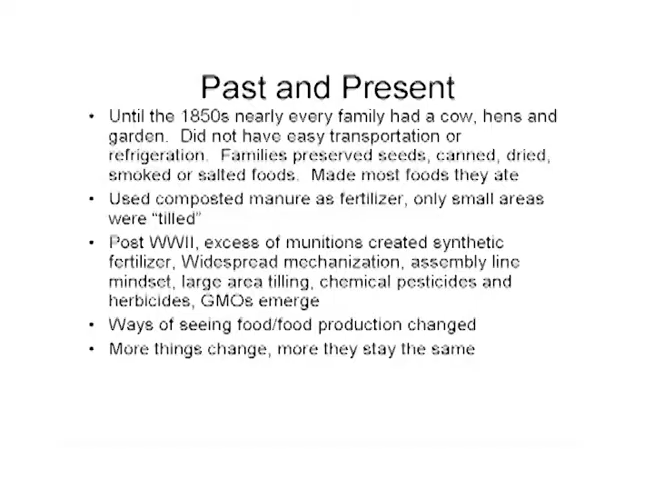 Past and Present
• Until the 1850s nearly every family had a cow, hens and
garden.  Did not have easy transportation or
refrigeration.  Families preserved seeds, canned, dried,
smoked or salted foods.  Made most foods they ate
• Used composted manure as fertilizer, only small areas
were “tilled”
• Post WWII, excess of munitions created synthetic
fertilizer, Widespread mechanization, assembly line
mindset, large area tilling, chemical pesticides and
herbicides, GMOs emerge
• Ways of seeing food/food production changed
• More things change, more they stay the same